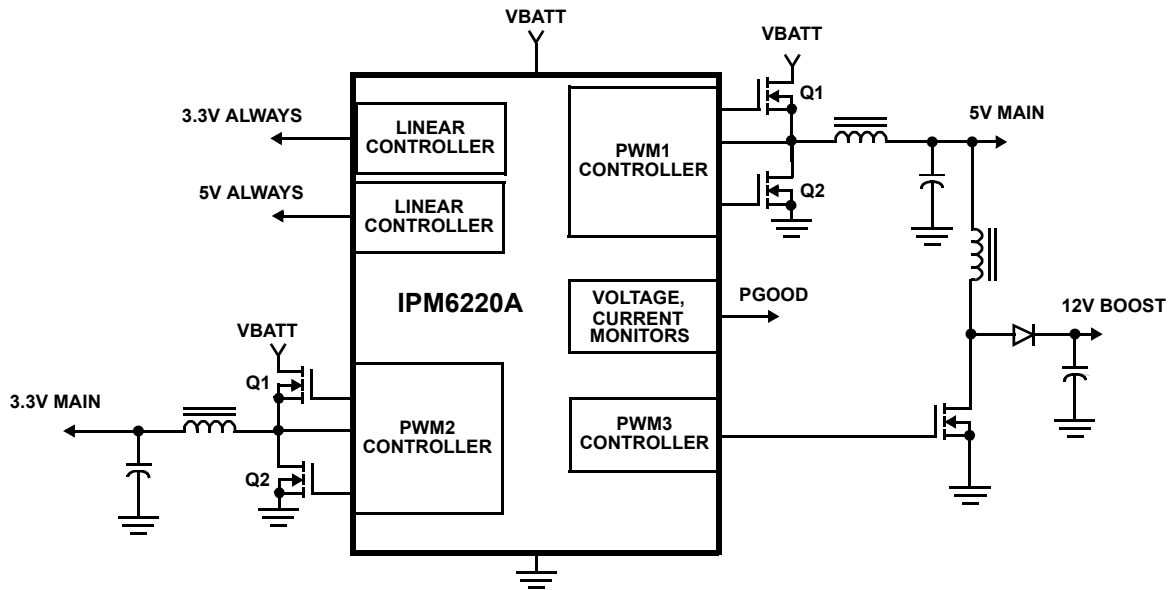 VBATT
VBATT
Q1
3.3V ALWAYS
LINEAR
CONTROLLER
5V MAIN
PWM1
CONTROLLER
5V ALWAYS
LINEAR
CONTROLLER
Q2
IPM6220A
VOLTAGE,
CURRENT
MONITORS
PGOOD
12V BOOST
VBATT
Q1
3.3V MAIN
PWM2
CONTROLLER
PWM3
CONTROLLER
Q2